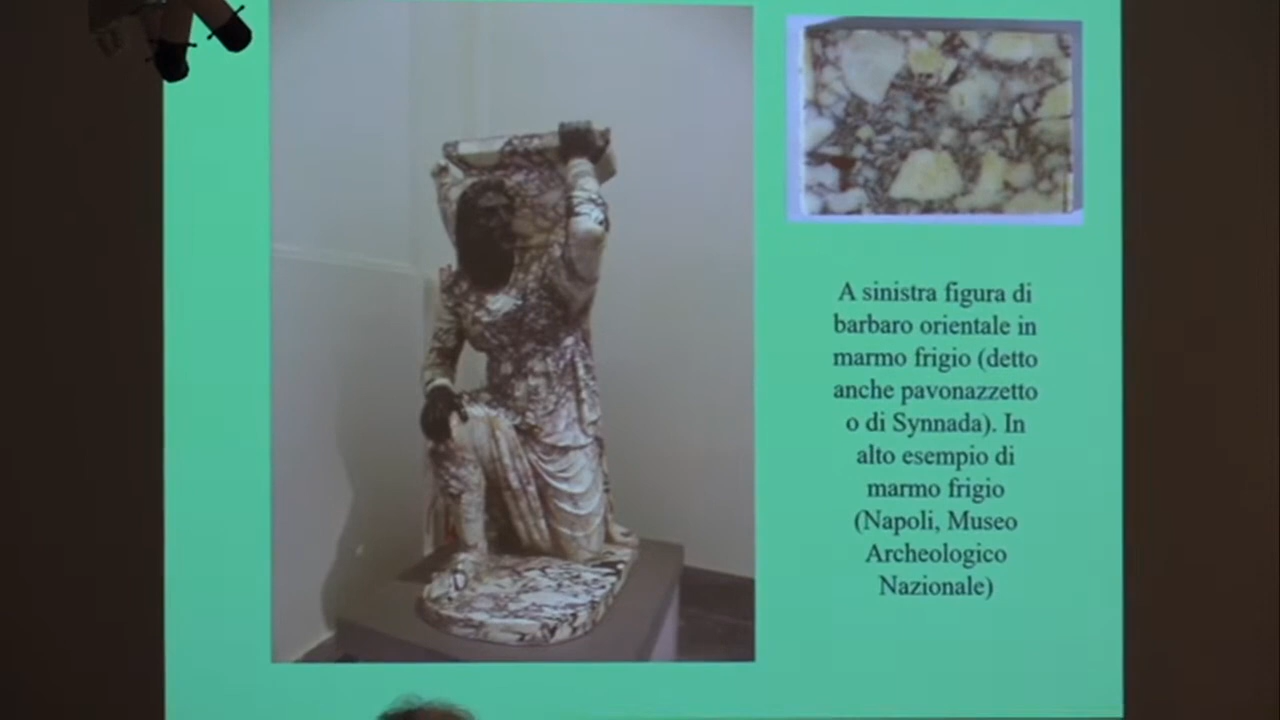 A sinistra figura di
barbaro orientale in
marmo frigio (detto
anche pavonazzetto
o di Synnada). In
alto esempio di
marmo frigio
(Napoli, Museo
Archeologico
Nazionale)